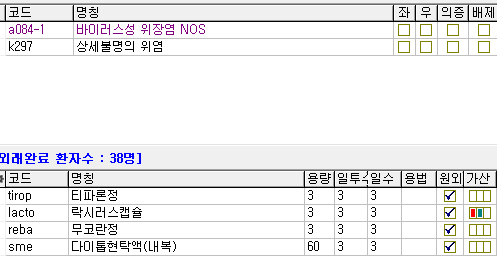 코드 명칭 좌 우 의증 배제
a084-1 바이러스성 위장염 NOS
k297 상세불명의 위염
외래완료 환자수 : 38명]
코드 명칭 용량 일투 일수 용법 원외 가산
tirop 티파론정 3 3 3
lacto 락시러스캡슐 3 3 3
reba 무코란정 3 3 3
sme 다이톱현탁액(내복) 60 3 3